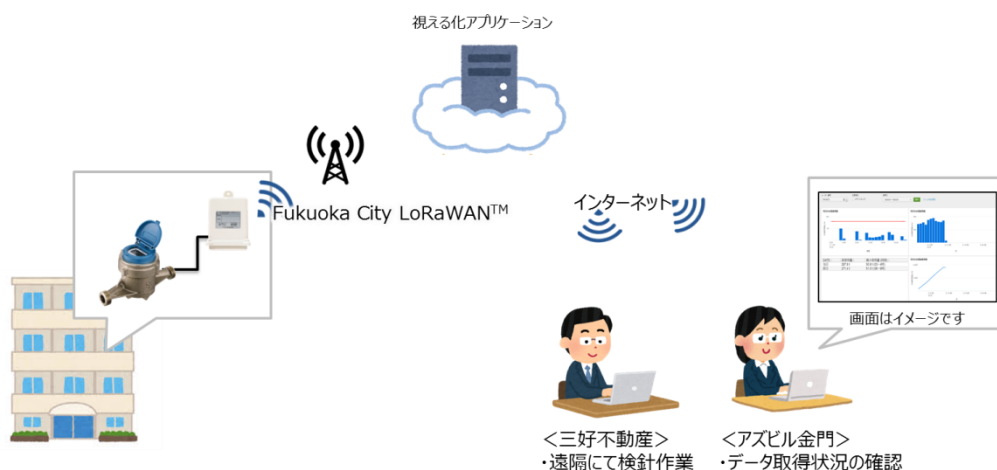 視える化アプリケーション
Fukuoka City LoRaWAN™
インターネット
画面はイメージです
＜三好不動産＞
・遠隔にて検針作業
＜アズビル金門＞
・データ取得状況の確認